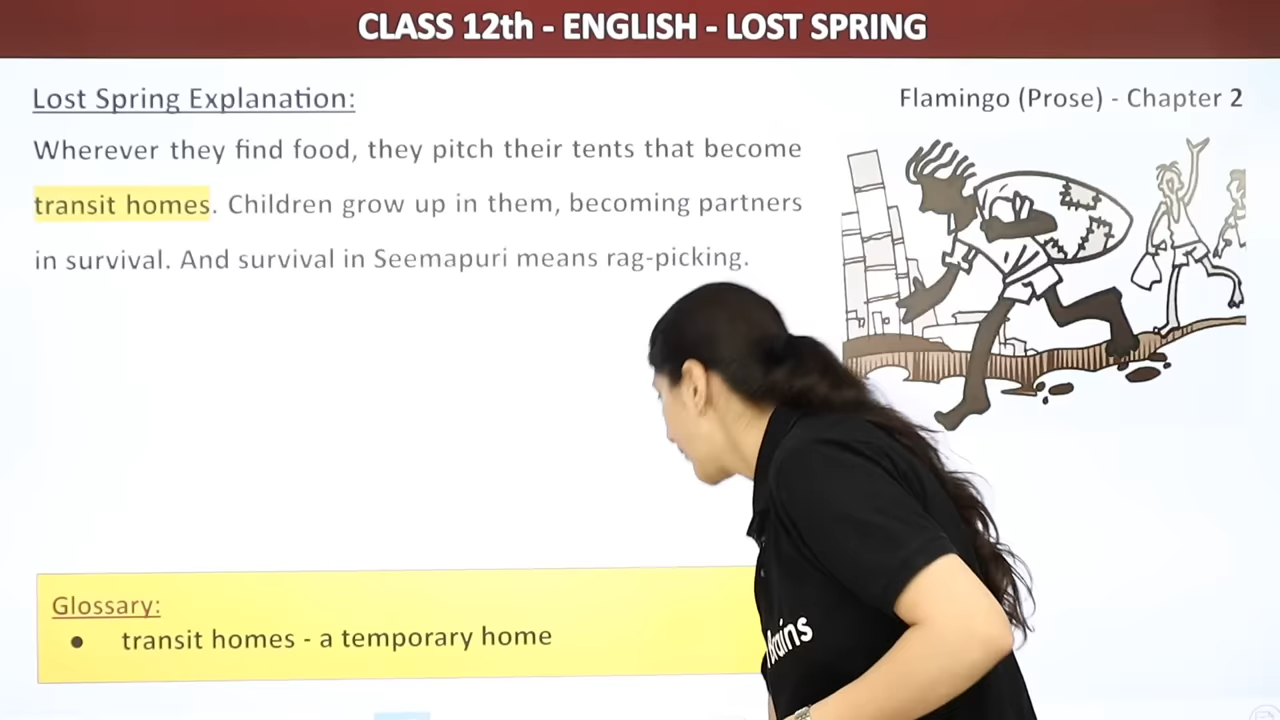 CLASS 12th - ENGLISH - LOST SPRING
Lost Spring Explanation:
Flamingo (Prose) - Chapter 2
Wherever they find food, they pitch their tents that become
transit homes. Children grow up in them, becoming partners
in survival. And survival in Seemapuri means rag-picking.
Glossary:
● transit homes - a temporary home
Brains